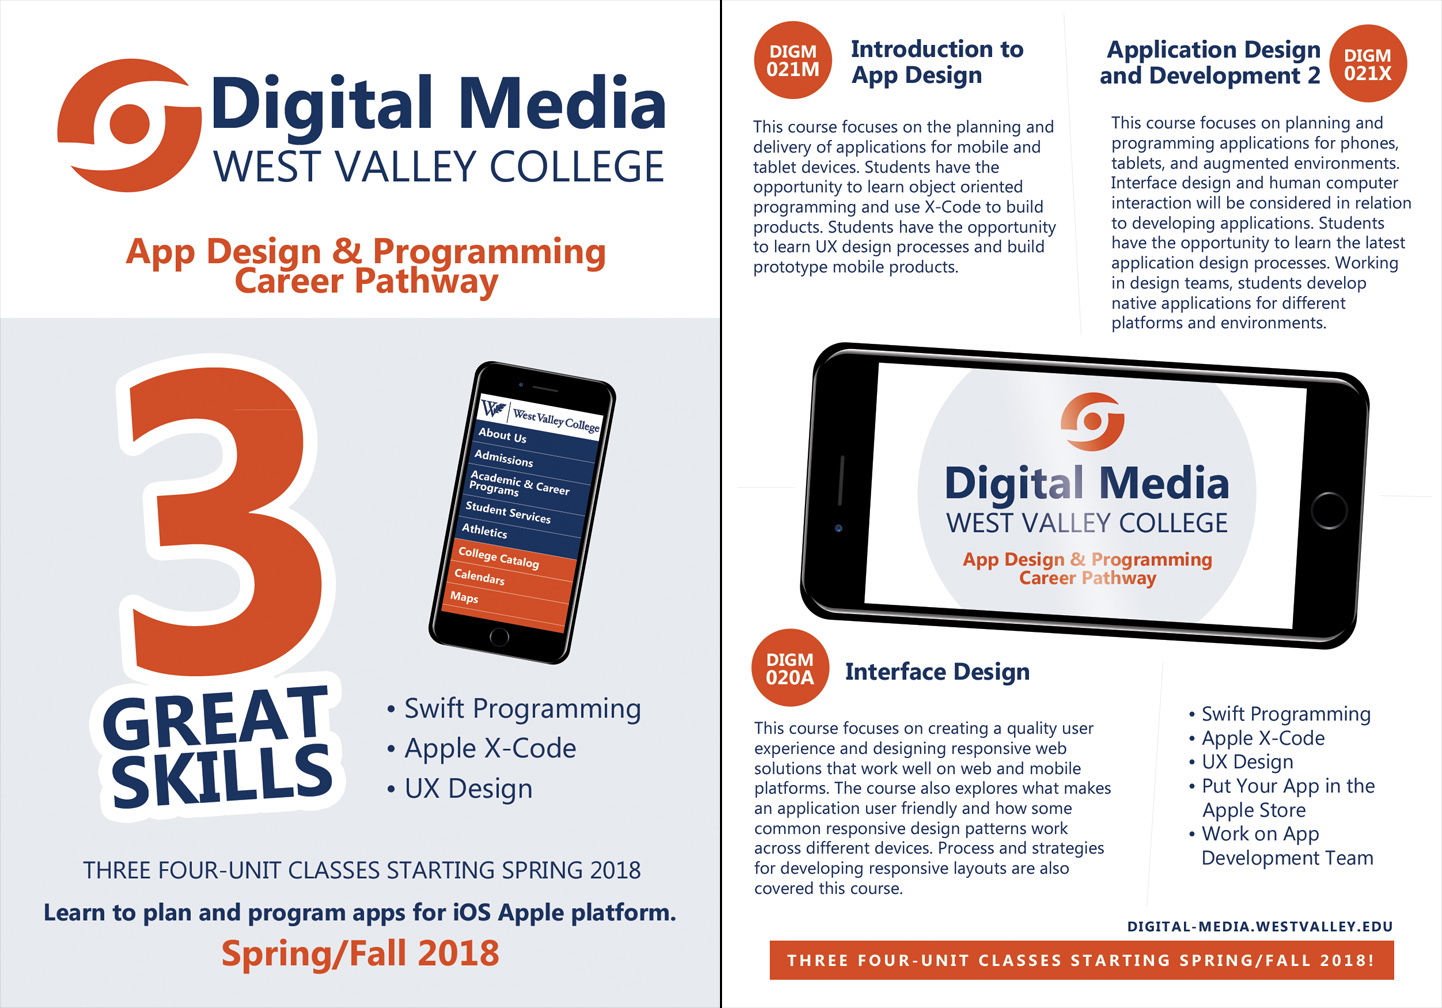 Digital Media
WEST VALLEY COLLEGE
App Design & Programming
Career Pathway
3
GREAT
SKILLS
West Valley College
About Us
Admissions
Academic & Career
Programs
Student Services
Athletics
College Catalog
Calendars
Maps
• Swift Programming
• Apple X-Code
• UX Design
THREE FOUR-UNIT CLASSES STARTING SPRING 2018
Learn to plan and program apps for iOS Apple platform.
Spring/Fall 2018
DIGM
021M
Introduction to
App Design
This course focuses on the planning and
delivery of applications for mobile and
tablet devices. Students have the
opportunity to learn object oriented
programming and use X-Code to build
products. Students have the opportunity
to learn UX design processes and build
prototype mobile products.
Application Design
and Development 2
DIGM
021X
This course focuses on planning and
programming applications for phones,
tablets, and augmented environments.
Interface design and human computer
interaction will be considered in relation
to developing applications. Students
have the opportunity to learn the latest
application design processes. Working
in design teams, students develop
native applications for different
platforms and environments.
Digital Media
WEST VALLEY COLLEGE
App Design & Programming
Career Pathway
DIGM
020A
Interface Design
This course focuses on creating a quality user
experience and designing responsive web
solutions that work well on web and mobile
platforms. The course also explores what makes
an application user friendly and how some
common responsive design patterns work
across different devices. Process and strategies
for developing responsive layouts are also
covered this course.
• Swift Programming
• Apple X-Code
• UX Design
• Put Your App in the
Apple Store
• Work on App
Development Team
DIGITAL-MEDIA.WESTVALLEY.EDU
THREE FOUR-UNIT CLASSES STARTING SPRING/FALL 2018!